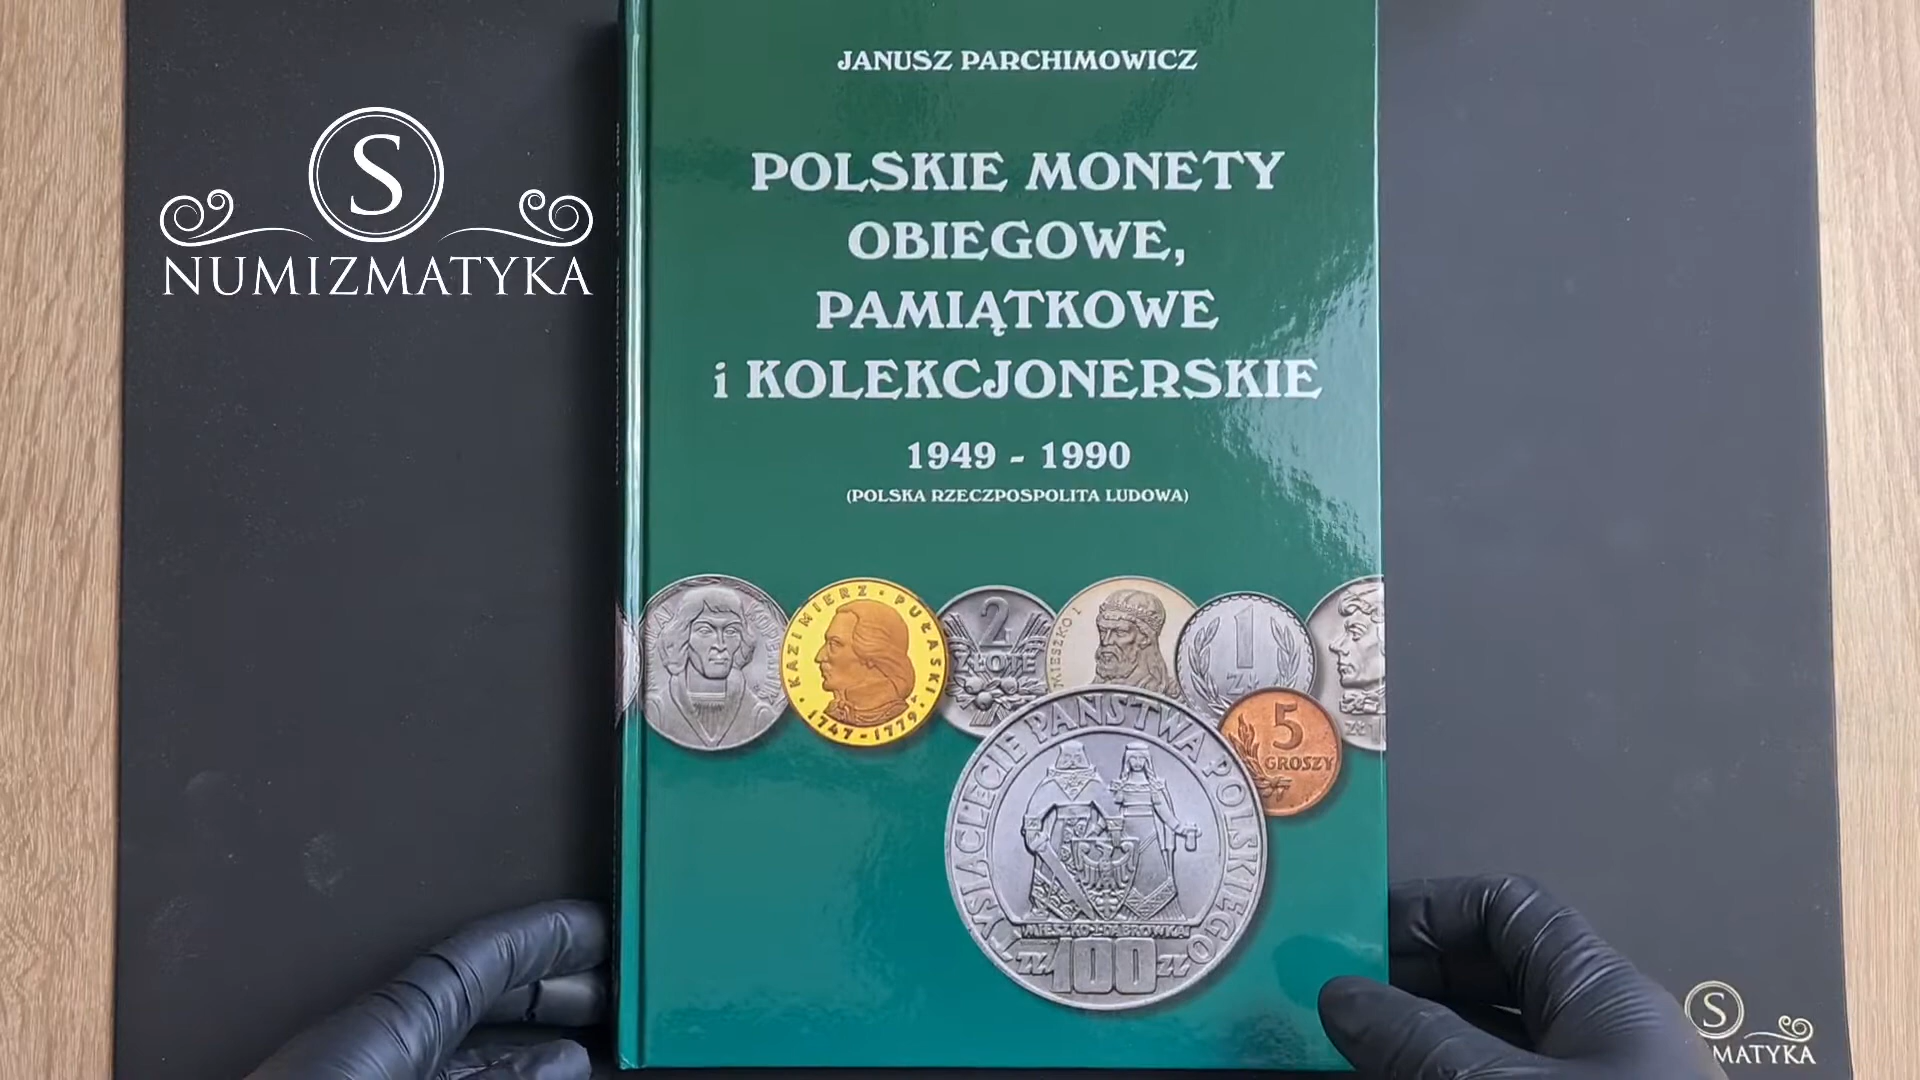 S
NUMIZMATYKA
JANUSZ PARCHIMOWICZ
POLSKIE MONETY
OBIEGOWE,
PAMIĄTKOWE
i KOLEKCJONERSKIE
1949 - 1990
(POLSKA RZECZPOSPOLITA LUDOWA)
KAZIMIERZ · PUŁASKI
1747 - 1779
2
ZŁOTE
MIESZKO I
1
ZŁ
5
GROSZY
TYSIĄCLECIE PAŃSTWA POLSKIEGO
MIESZKO I DĄBRÓWKA
ZŁ 100 ZŁ
S
MATYKA